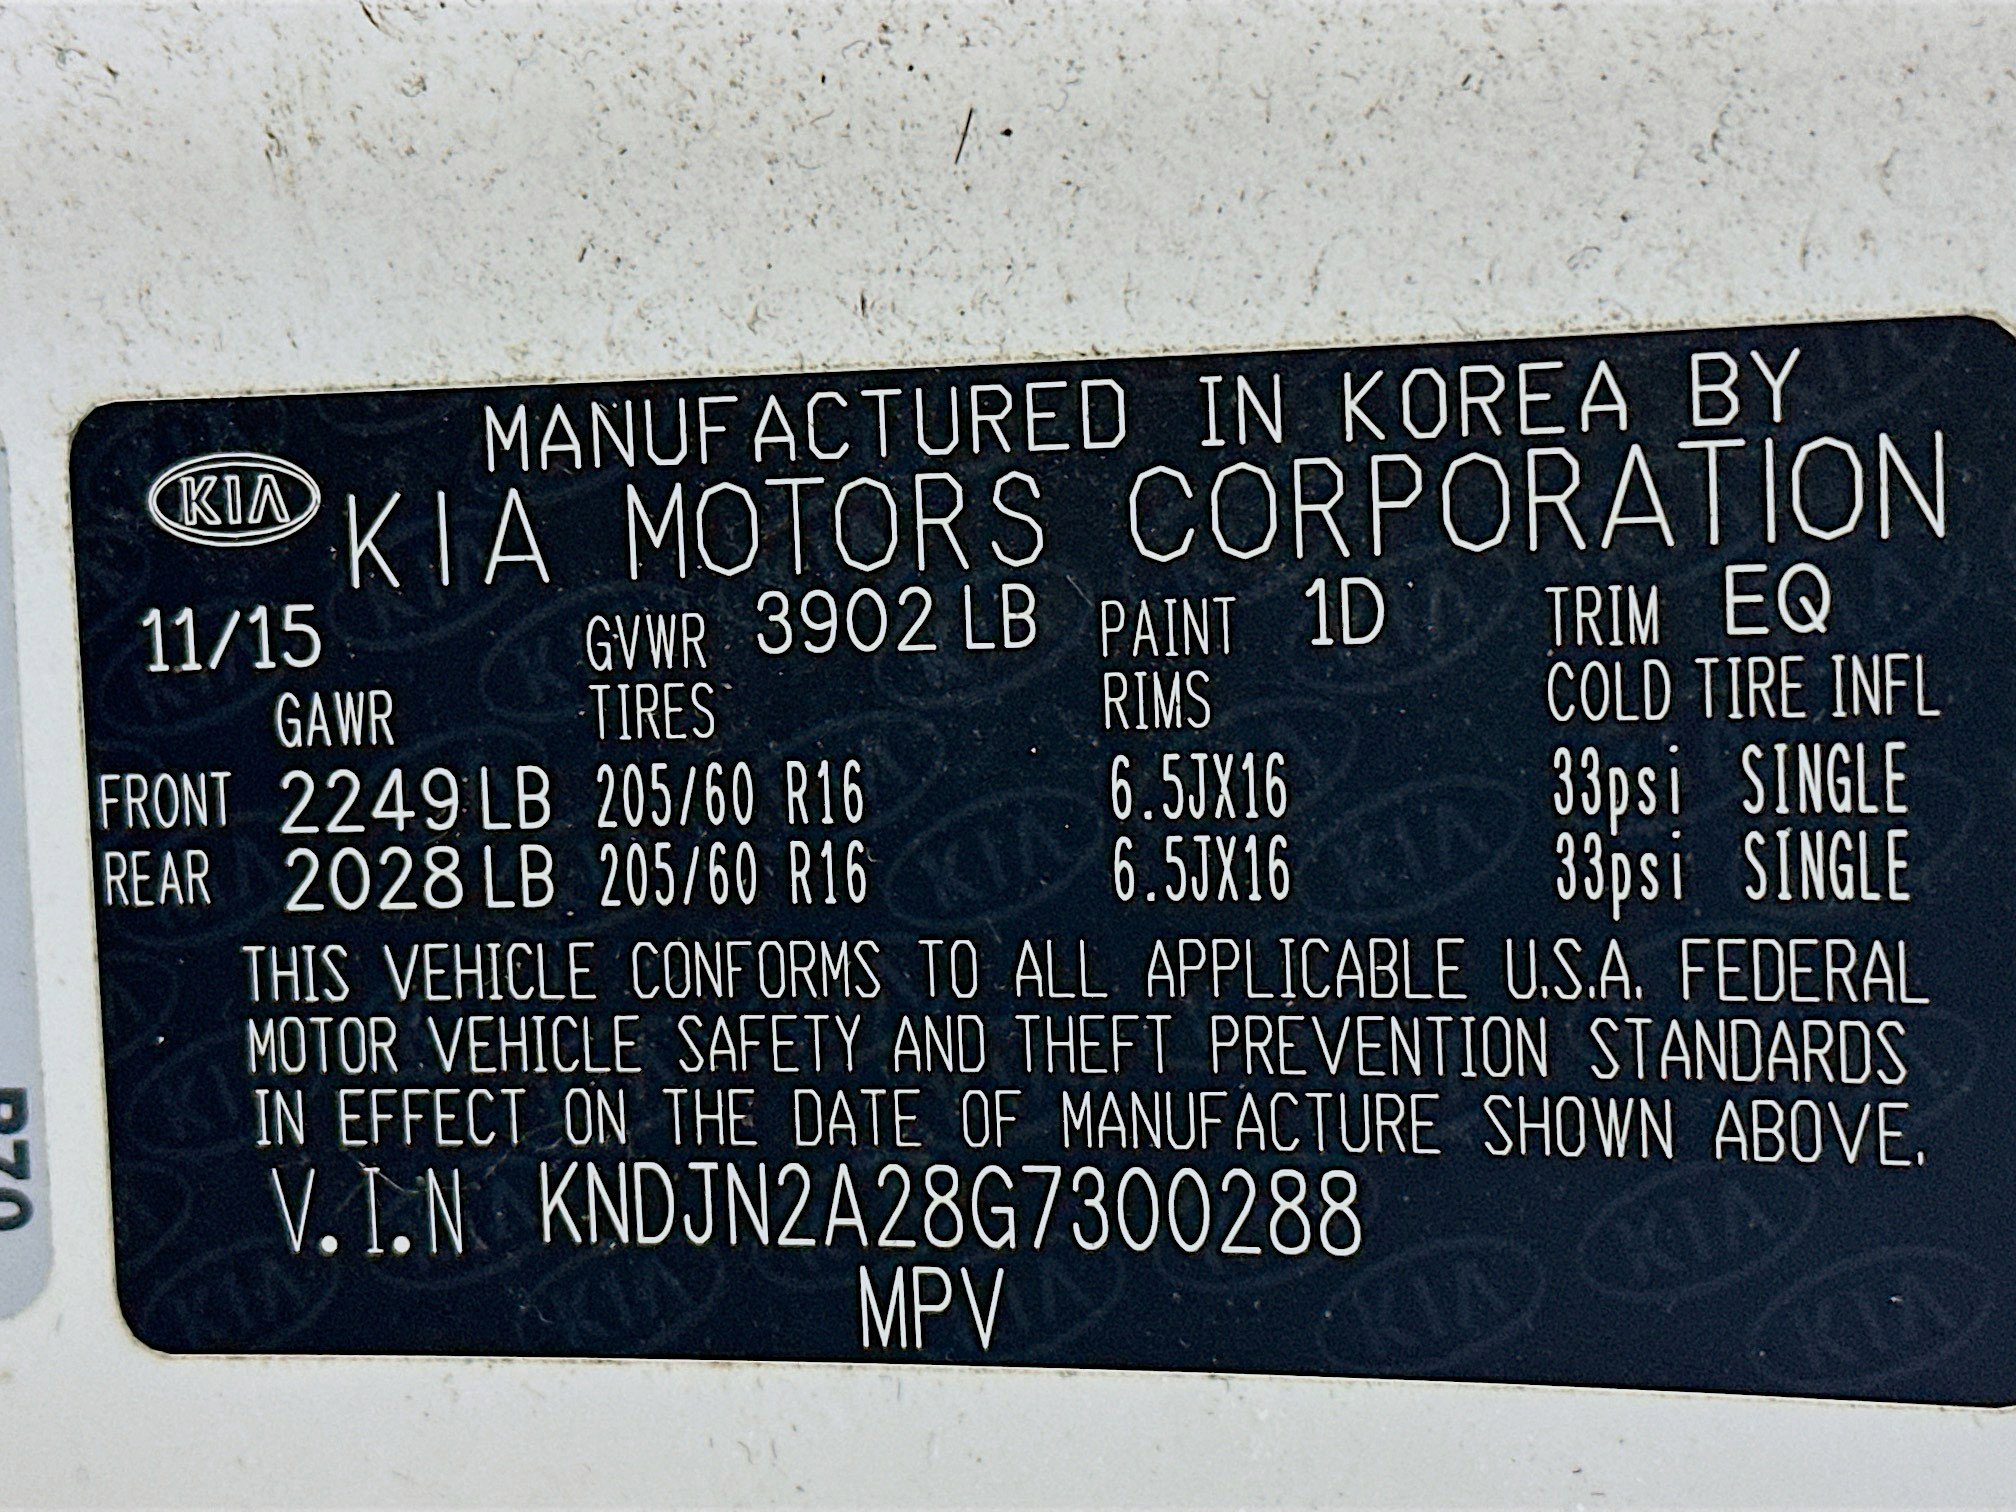 MANUFACTURED IN KOREA BY
KIA KIA MOTORS CORPORATION
11/15 GVWR 3902 LB PAINT 1D TRIM EQ
GAWR TIRES RIMS COLD TIRE INFL
FRONT 2249 LB 205/60 R16 6.5JX16 33psi SINGLE
REAR 2028 LB 205/60 R16 6.5JX16 33psi SINGLE
THIS VEHICLE CONFORMS TO ALL APPLICABLE U.S.A. FEDERAL
MOTOR VEHICLE SAFETY AND THEFT PREVENTION STANDARDS
IN EFFECT ON THE DATE OF MANUFACTURE SHOWN ABOVE.
V.I.N KNDJN2A28G7300288
MPV